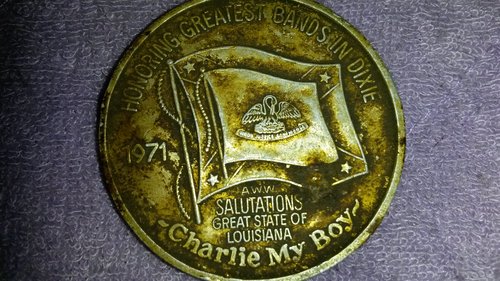 HONORING GREATEST BANDS IN DIXIE
1971
A.W.W.
SALUTATIONS
GREAT STATE OF
LOUISIANA
~Charlie My Boy~